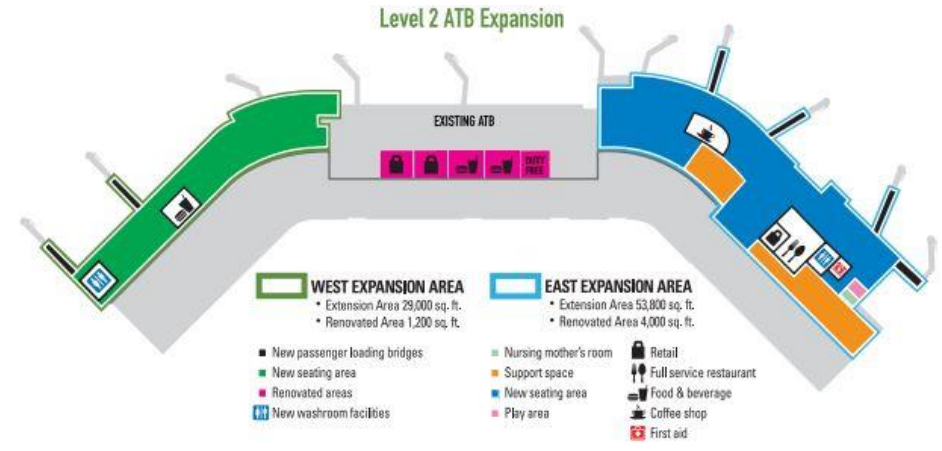 Level 2 ATB Expansion
EXISTING ATB
DUTY
FREE
WEST EXPANSION AREA
• Extension Area 29,000 sq. ft.
• Renovated Area 1,200 sq. ft.
New passenger loading bridges
New seating area
Renovated areas
New washroom facilities
EAST EXPANSION AREA
• Extension Area 53,800 sq. ft.
• Renovated Area 4,000 sq. ft.
Nursing mother's room
Support space
New seating area
Play area
Retail
Full service restaurant
Food & beverage
Coffee shop
First aid